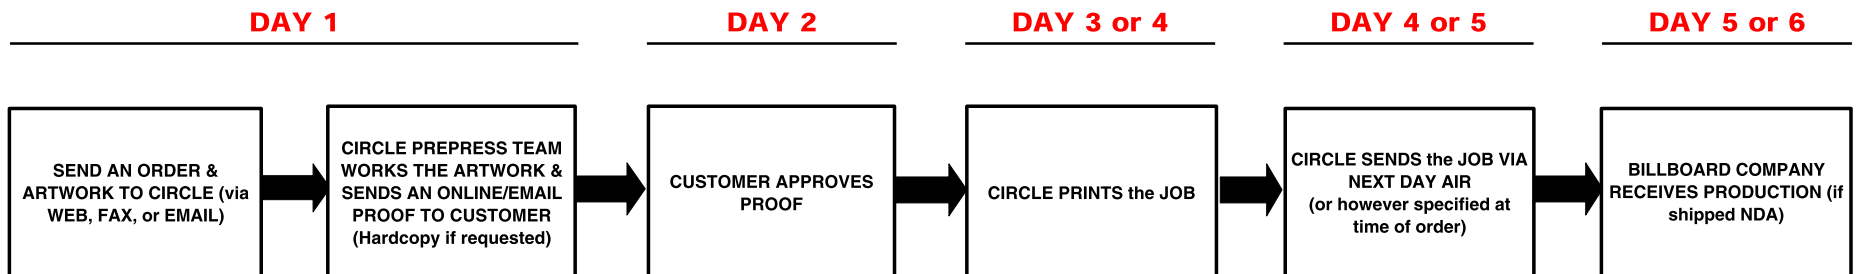 DAY 1
DAY 2
DAY 3 or 4
DAY 4 or 5
DAY 5 or 6
SEND AN ORDER &
ARTWORK TO CIRCLE (via
WEB, FAX, or EMAIL)
CIRCLE PREPRESS TEAM
WORKS THE ARTWORK &
SENDS AN ONLINE/EMAIL
PROOF TO CUSTOMER
(Hardcopy if requested)
CUSTOMER APPROVES
PROOF
CIRCLE PRINTS the JOB
CIRCLE SENDS the JOB VIA
NEXT DAY AIR
(or however specified at
time of order)
BILLBOARD COMPANY
RECEIVES PRODUCTION (if
shipped NDA)